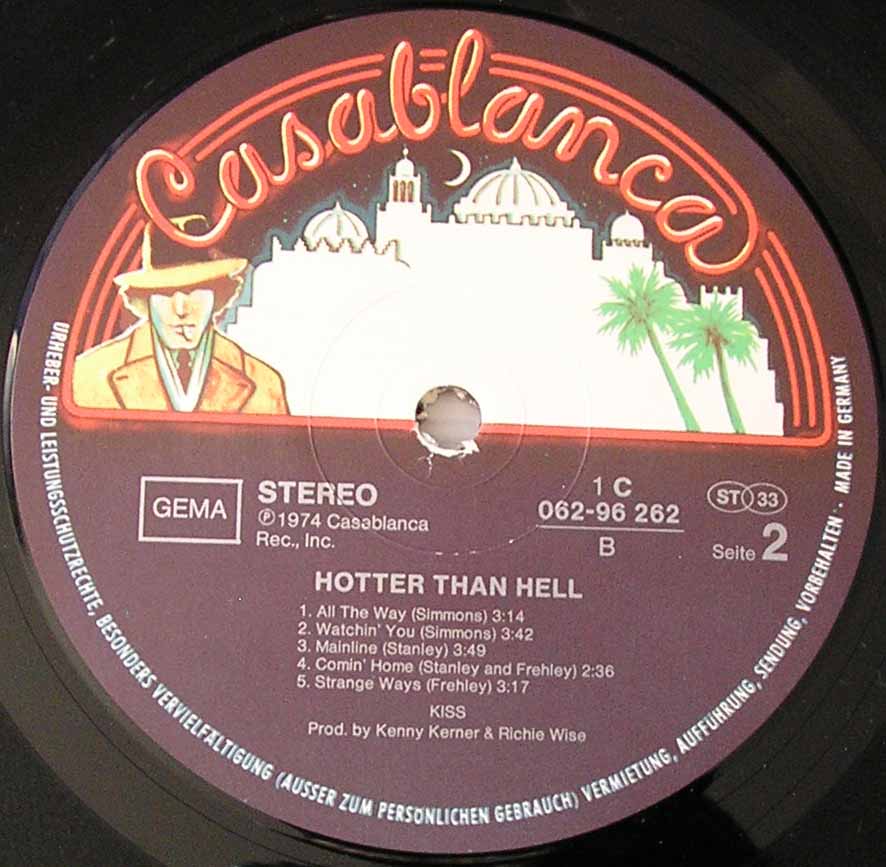 Casablanca
GEMA
STEREO
℗1974 Casablanca
Rec., Inc.
1 C
062-96 262
B
ST 33
Seite 2
HOTTER THAN HELL
1. All The Way (Simmons) 3:14
2. Watchin' You (Simmons) 3:42
3. Mainline (Stanley) 3:49
4. Comin' Home (Stanley and Frehley) 2:36
5. Strange Ways (Frehley) 3:17
KISS
Prod. by Kenny Kerner & Richie Wise
URHEBER- UND LEISTUNGSSCHUTZRECHTE, BESONDERS VERVIELFÄLTIGUNG (AUSSER ZUM PERSÖNLICHEN GEBRAUCH) VERMIETUNG, AUFFÜHRUNG, SENDUNG, VORBEHALTEN · MADE IN GERMANY